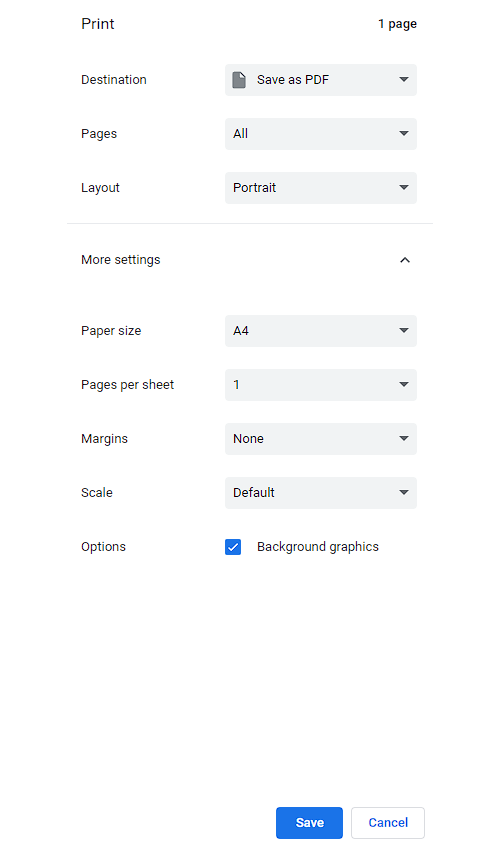 Print 1 page
Destination Save as PDF
Pages All
Layout Portrait
More settings
Paper size A4
Pages per sheet 1
Margins None
Scale Default
Options Background graphics
Save Cancel